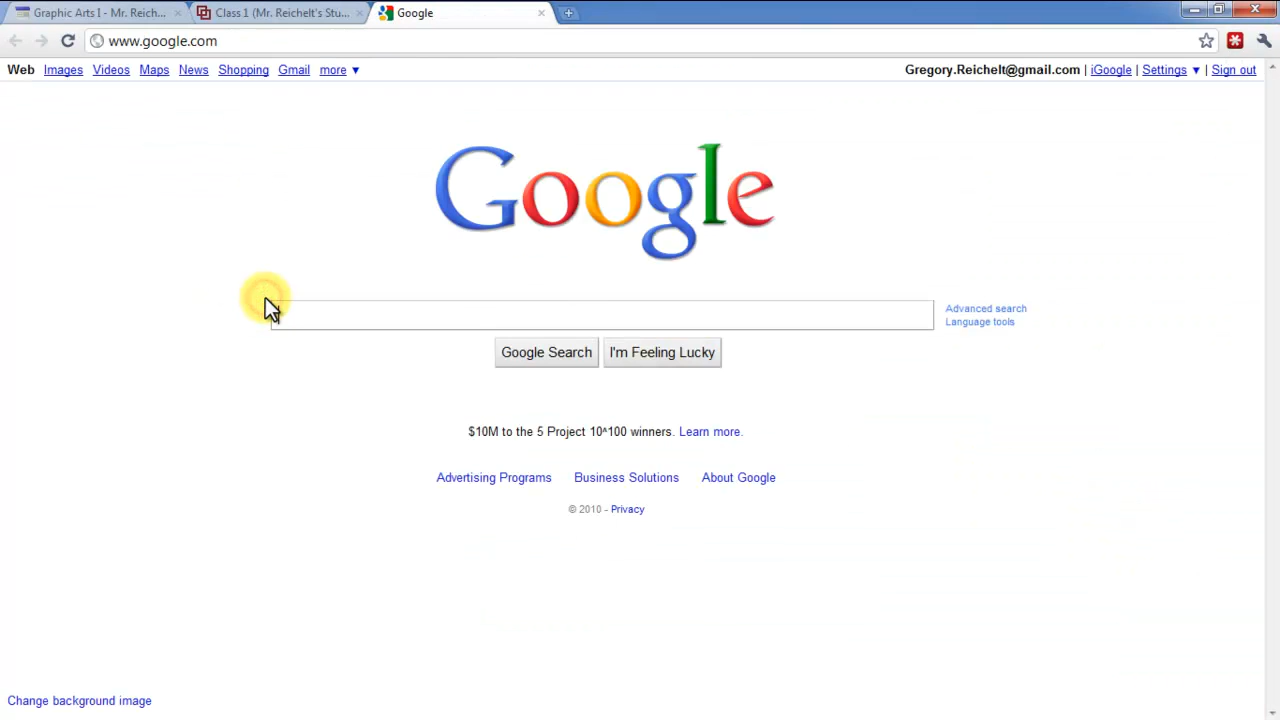 Graphic Arts I - Mr. Reich...
Class 1 (Mr. Reichelt's Stu...
Google
www.google.com
Web Images Videos Maps News Shopping Gmail more ▼
Gregory.Reichelt@gmail.com | iGoogle | Settings ▼ | Sign out
Google
Advanced search
Language tools
Google Search
I'm Feeling Lucky
$10M to the 5 Project 10^100 winners. Learn more.
Advertising Programs Business Solutions About Google
© 2010 - Privacy
Change background image